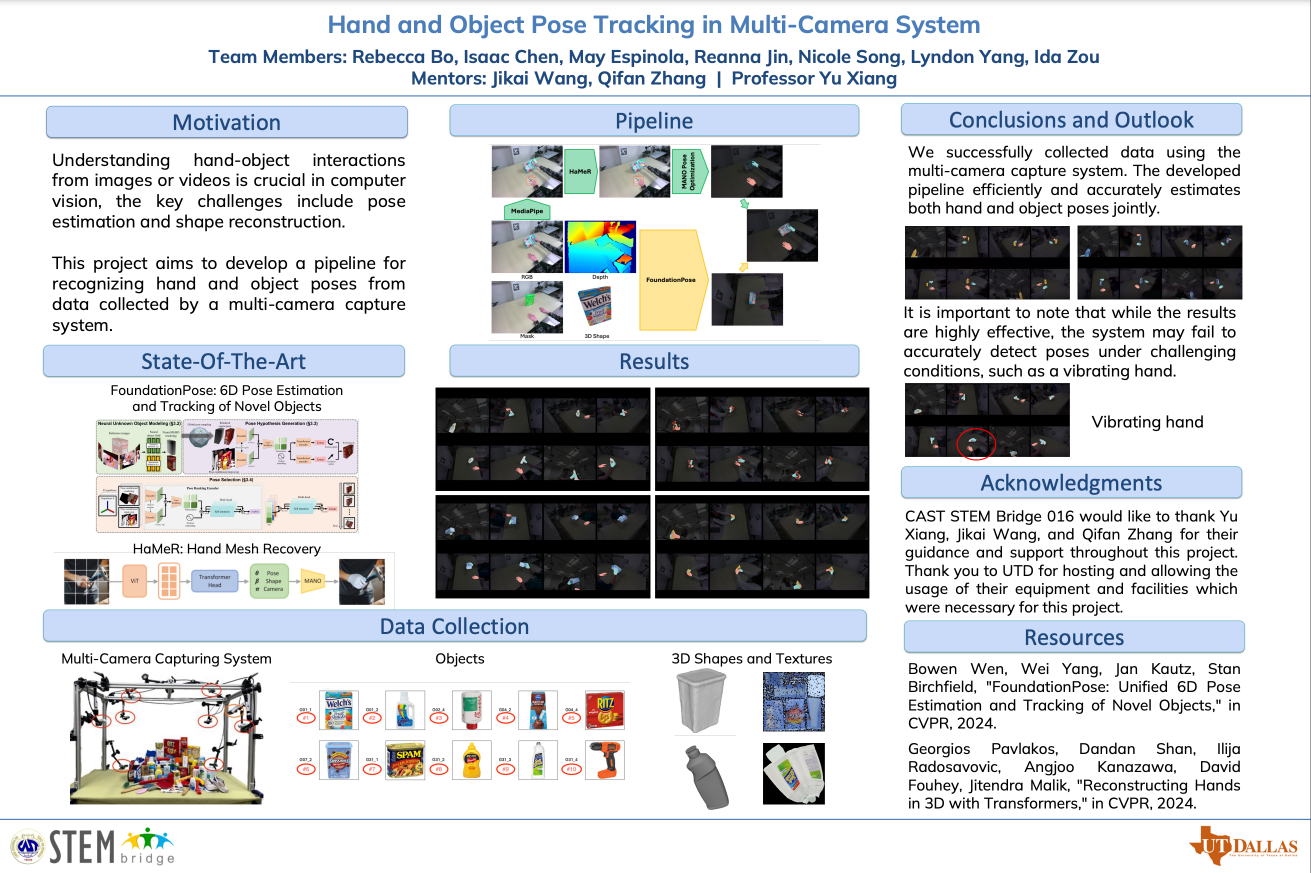 Hand and Object Pose Tracking in Multi-Camera System
Team Members: Rebecca Bo, Isaac Chen, May Espinola, Reanna Jin, Nicole Song, Lyndon Yang, Ida Zou
Mentors: Jikai Wang, Qifan Zhang | Professor Yu Xiang
Motivation
Understanding hand-object interactions
from images or videos is crucial in computer
vision, the key challenges include pose
estimation and shape reconstruction.
This project aims to develop a pipeline for
recognizing hand and object poses from
data collected by a multi-camera capture
system.
State-Of-The-Art
FoundationPose: 6D Pose Estimation
and Tracking of Novel Objects
Neural Unknown Object Modeling (§3.2)
Pose Hypothesis Generation (§3.3)
Pose Selection (§3.4)
Pose Ranking Encoder
HaMeR: Hand Mesh Recovery
ViT
Transformer
Head
θ Pose
β Shape
π Camera
MANO
Pipeline
HaMeR
MANO Pose
Optimization
MediaPipe
RGB
Depth
FoundationPose
Welch's
Mask
3D Shape
Results
Data Collection
Multi-Camera Capturing System
Objects
3D Shapes and Textures
#1
#2
#3
#4
#5
Welch's
RITZ
#6
#7
#8
#9
#10
SPAM
Conclusions and Outlook
We successfully collected data using the
multi-camera capture system. The developed
pipeline efficiently and accurately estimates
both hand and object poses jointly.
It is important to note that while the results
are highly effective, the system may fail to
accurately detect poses under challenging
conditions, such as a vibrating hand.
Vibrating hand
Acknowledgments
CAST STEM Bridge 016 would like to thank Yu
Xiang, Jikai Wang, and Qifan Zhang for their
guidance and support throughout this project.
Thank you to UTD for hosting and allowing the
usage of their equipment and facilities which
were necessary for this project.
Resources
Bowen Wen, Wei Yang, Jan Kautz, Stan
Birchfield, "FoundationPose: Unified 6D Pose
Estimation and Tracking of Novel Objects," in
CVPR, 2024.
Georgios Pavlakos, Dandan Shan, Ilija
Radosavovic, Angjoo Kanazawa, David
Fouhey, Jitendra Malik, "Reconstructing Hands
in 3D with Transformers," in CVPR, 2024.
STEM
bridge
UT DALLAS
The University of Texas at Dallas